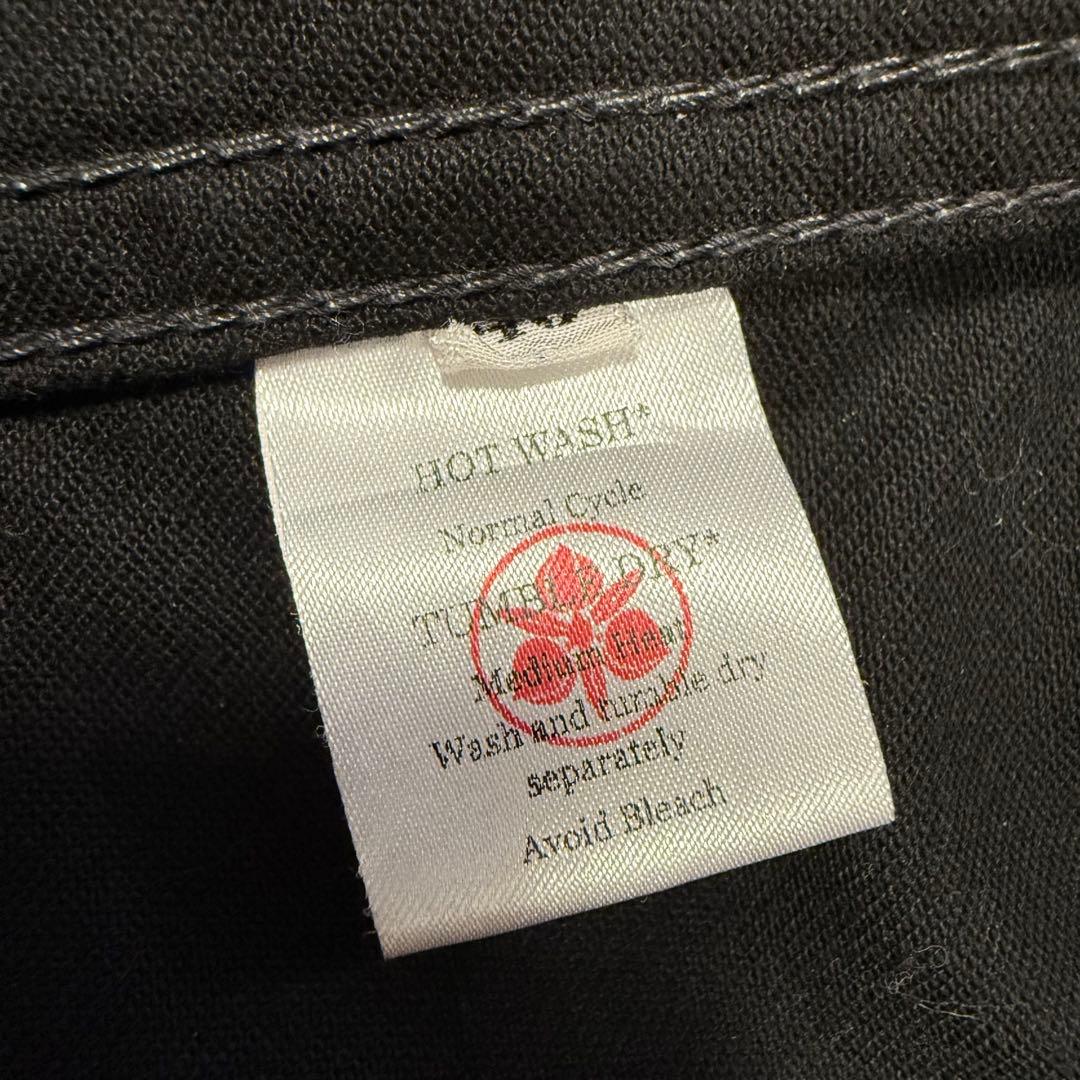 HOT WASH*
Normal Cycle
TUMBLE DRY*
Medium Heat
Wash and tumble dry
separately
Avoid Bleach